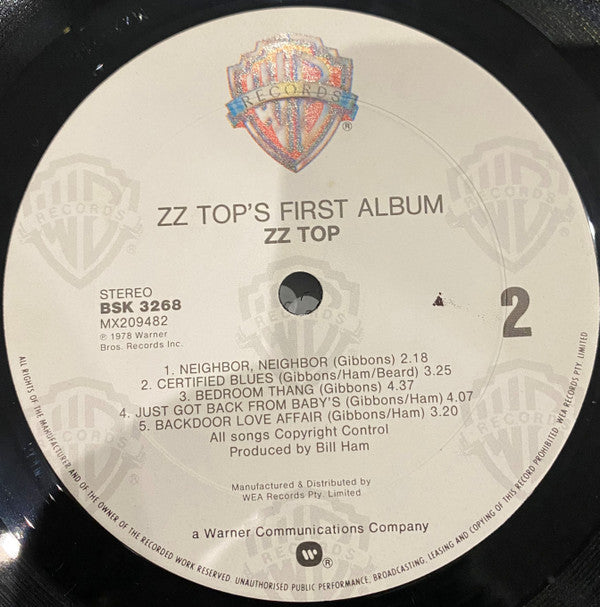 RECORDS
®
ZZ TOP'S FIRST ALBUM
ZZ TOP
STEREO
BSK 3268
MX209482
℗ 1978 Warner
Bros. Records Inc.
2
1. NEIGHBOR, NEIGHBOR (Gibbons) 2.18
2. CERTIFIED BLUES (Gibbons/Ham/Beard) 3.25
3. BEDROOM THANG (Gibbons) 4.37
4. JUST GOT BACK FROM BABY'S (Gibbons/Ham) 4.07
5. BACKDOOR LOVE AFFAIR (Gibbons/Ham) 3.20
All songs Copyright Control
Produced by Bill Ham
Manufactured & Distributed by
WEA Records Pty. Limited
a Warner Communications Company
®
ALL RIGHTS OF THE MANUFACTURER AND OF THE OWNER OF THE RECORDED WORK RESERVED. UNAUTHORISED PUBLIC PERFORMANCE, BROADCASTING, LEASING AND COPYING OF THIS RECORD PROHIBITED. WEA RECORDS PTY. LIMITED
RECORDS
RECORDS